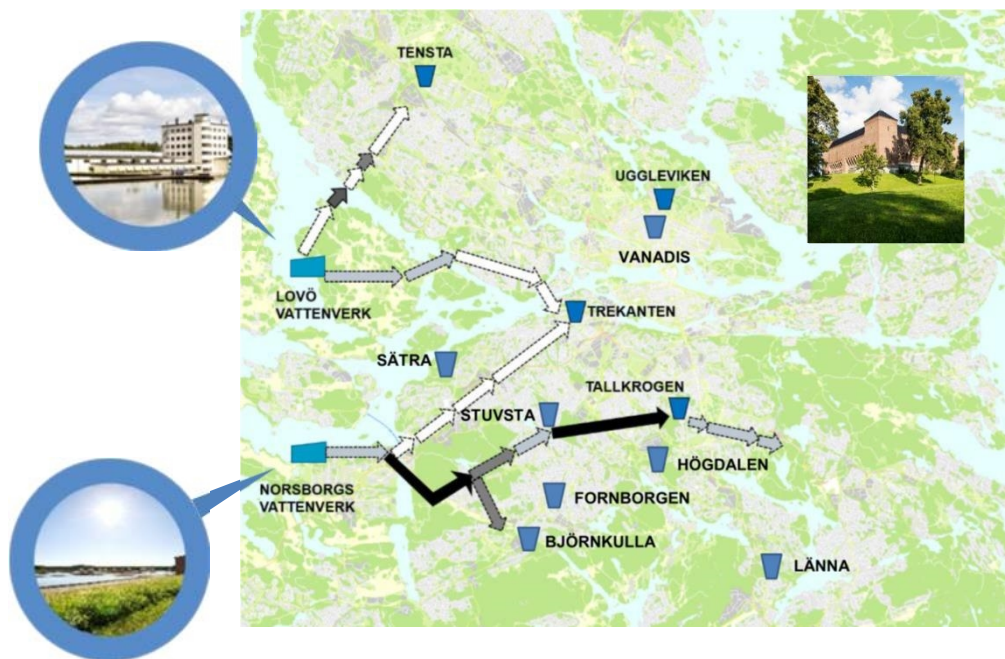 TENSTA
UGGLEVIKEN
VANADIS
LOVÖ
VATTENVERK
TREKANTEN
SÄTRA
TALLKROGEN
STUVSTA
HÖGDALEN
NORSBORGS
VATTENVERK
FORNBORGEN
BJÖRNKULLA
LÄNNA